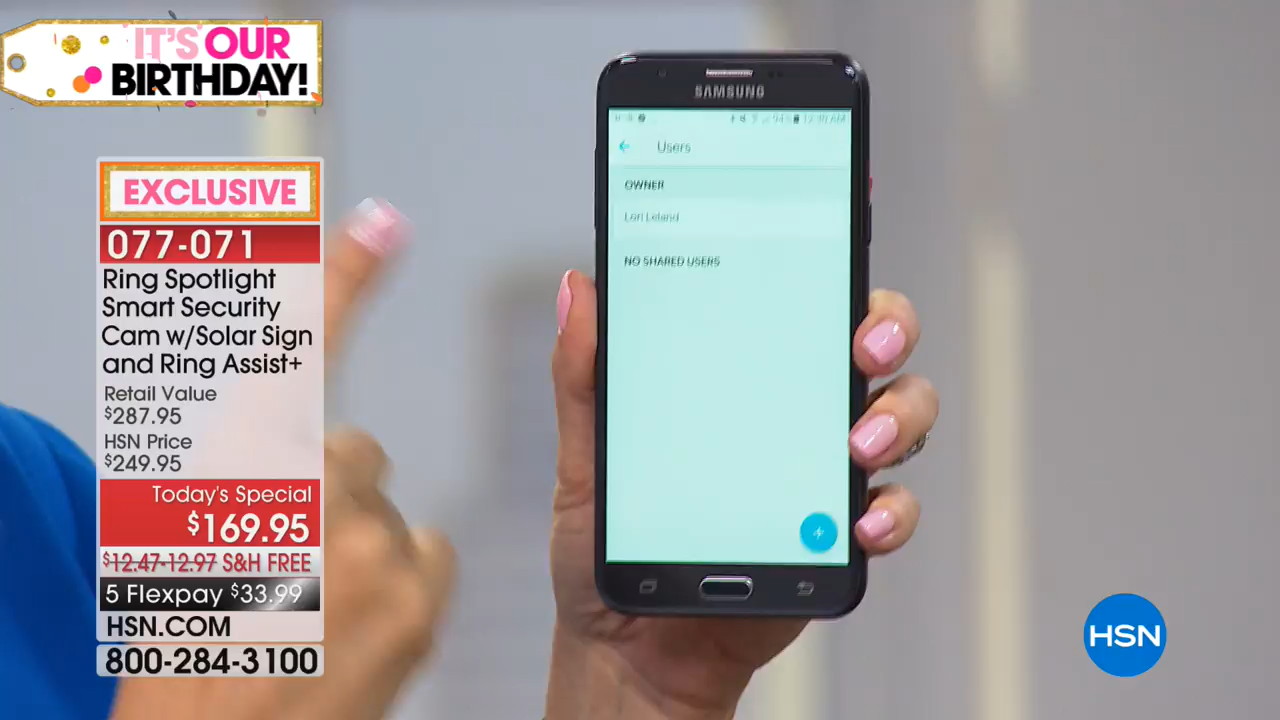 IT'S OUR
BIRTHDAY!
EXCLUSIVE
077-071
Ring Spotlight
Smart Security
Cam w/Solar Sign
and Ring Assist+
Retail Value
$287.95
HSN Price
$249.95
Today's Special
$169.95
$12.47-12.97 S&H FREE
5 Flexpay $33.99
HSN.COM
800-284-3100
SAMSUNG
Users
OWNER
Lori Leland
NO SHARED USERS
HSN